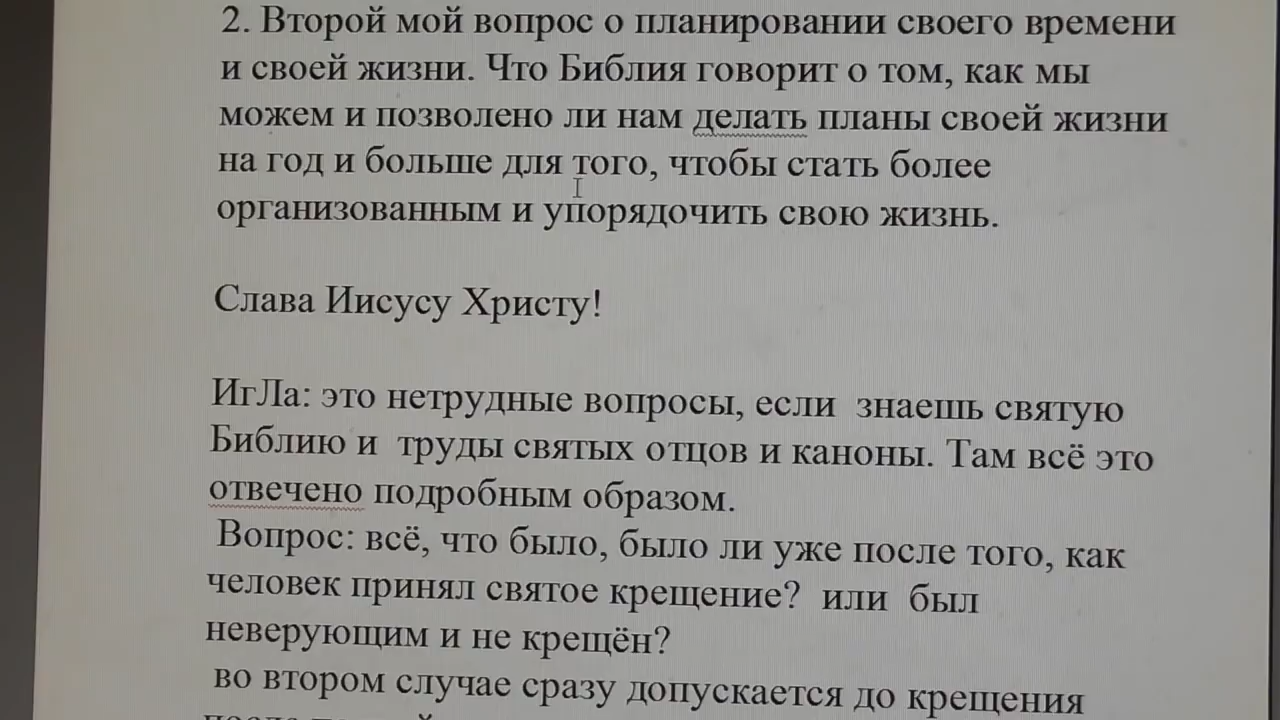 2. Второй мой вопрос о планировании своего времени
и своей жизни. Что Библия говорит о том, как мы
можем и позволено ли нам делать планы своей жизни
на год и больше для того, чтобы стать более
организованным и упорядочить свою жизнь.
Слава Иисусу Христу!
ИгЛа: это нетрудные вопросы, если знаешь святую
Библию и труды святых отцов и каноны. Там всё это
отвечено подробным образом.
Вопрос: всё, что было, было ли уже после того, как
человек принял святое крещение? или был
неверующим и не крещён?
во втором случае сразу допускается до крещения